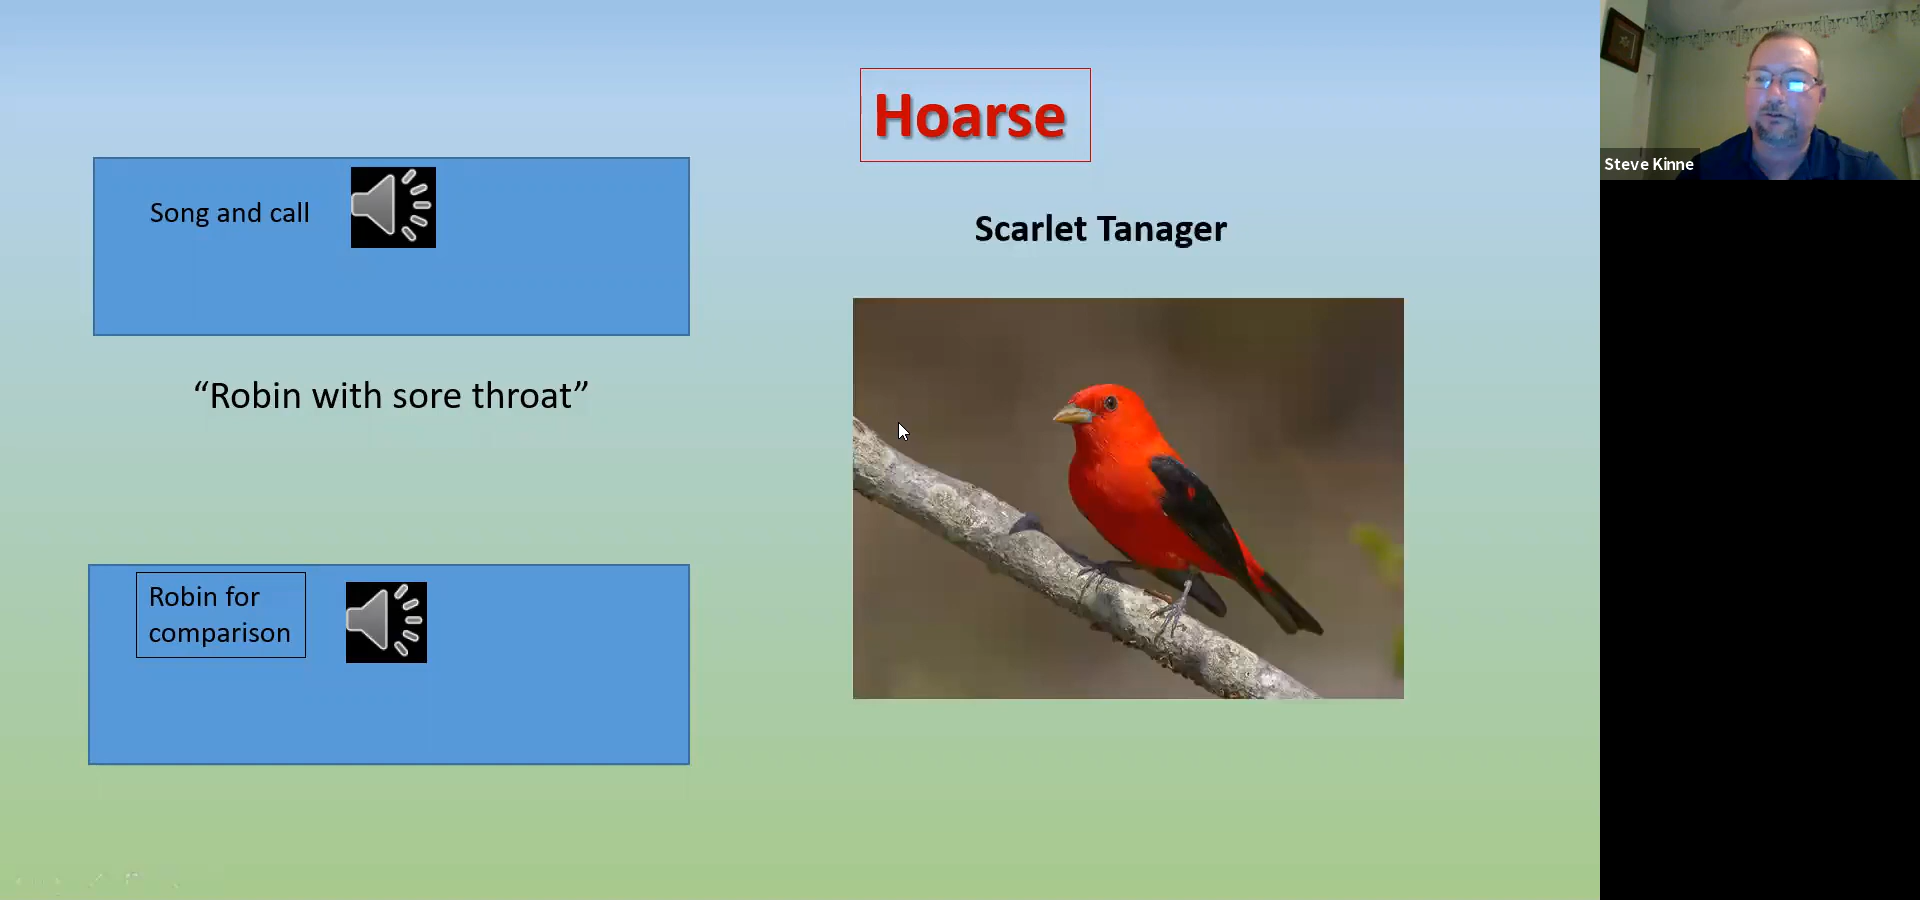 Hoarse
Song and call
Scarlet Tanager
“Robin with sore throat”
Robin for
comparison
Steve Kinne